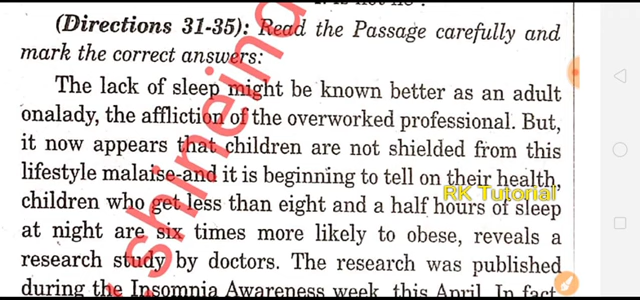 (Directions 31-35): Read the Passage carefully and
mark the correct answers:
The lack of sleep might be known better as an adult
onalady, the affliction of the overworked professional. But,
it now appears that children are not shielded from this
lifestyle malaise-and it is beginning to tell on their health,
RK Tutorial
children who get less than eight and a half hours of sleep
at night are six times more likely to obese, reveals a
research study by doctors. The research was published
during the Insomnia Awareness week, this April. In fact
shineind